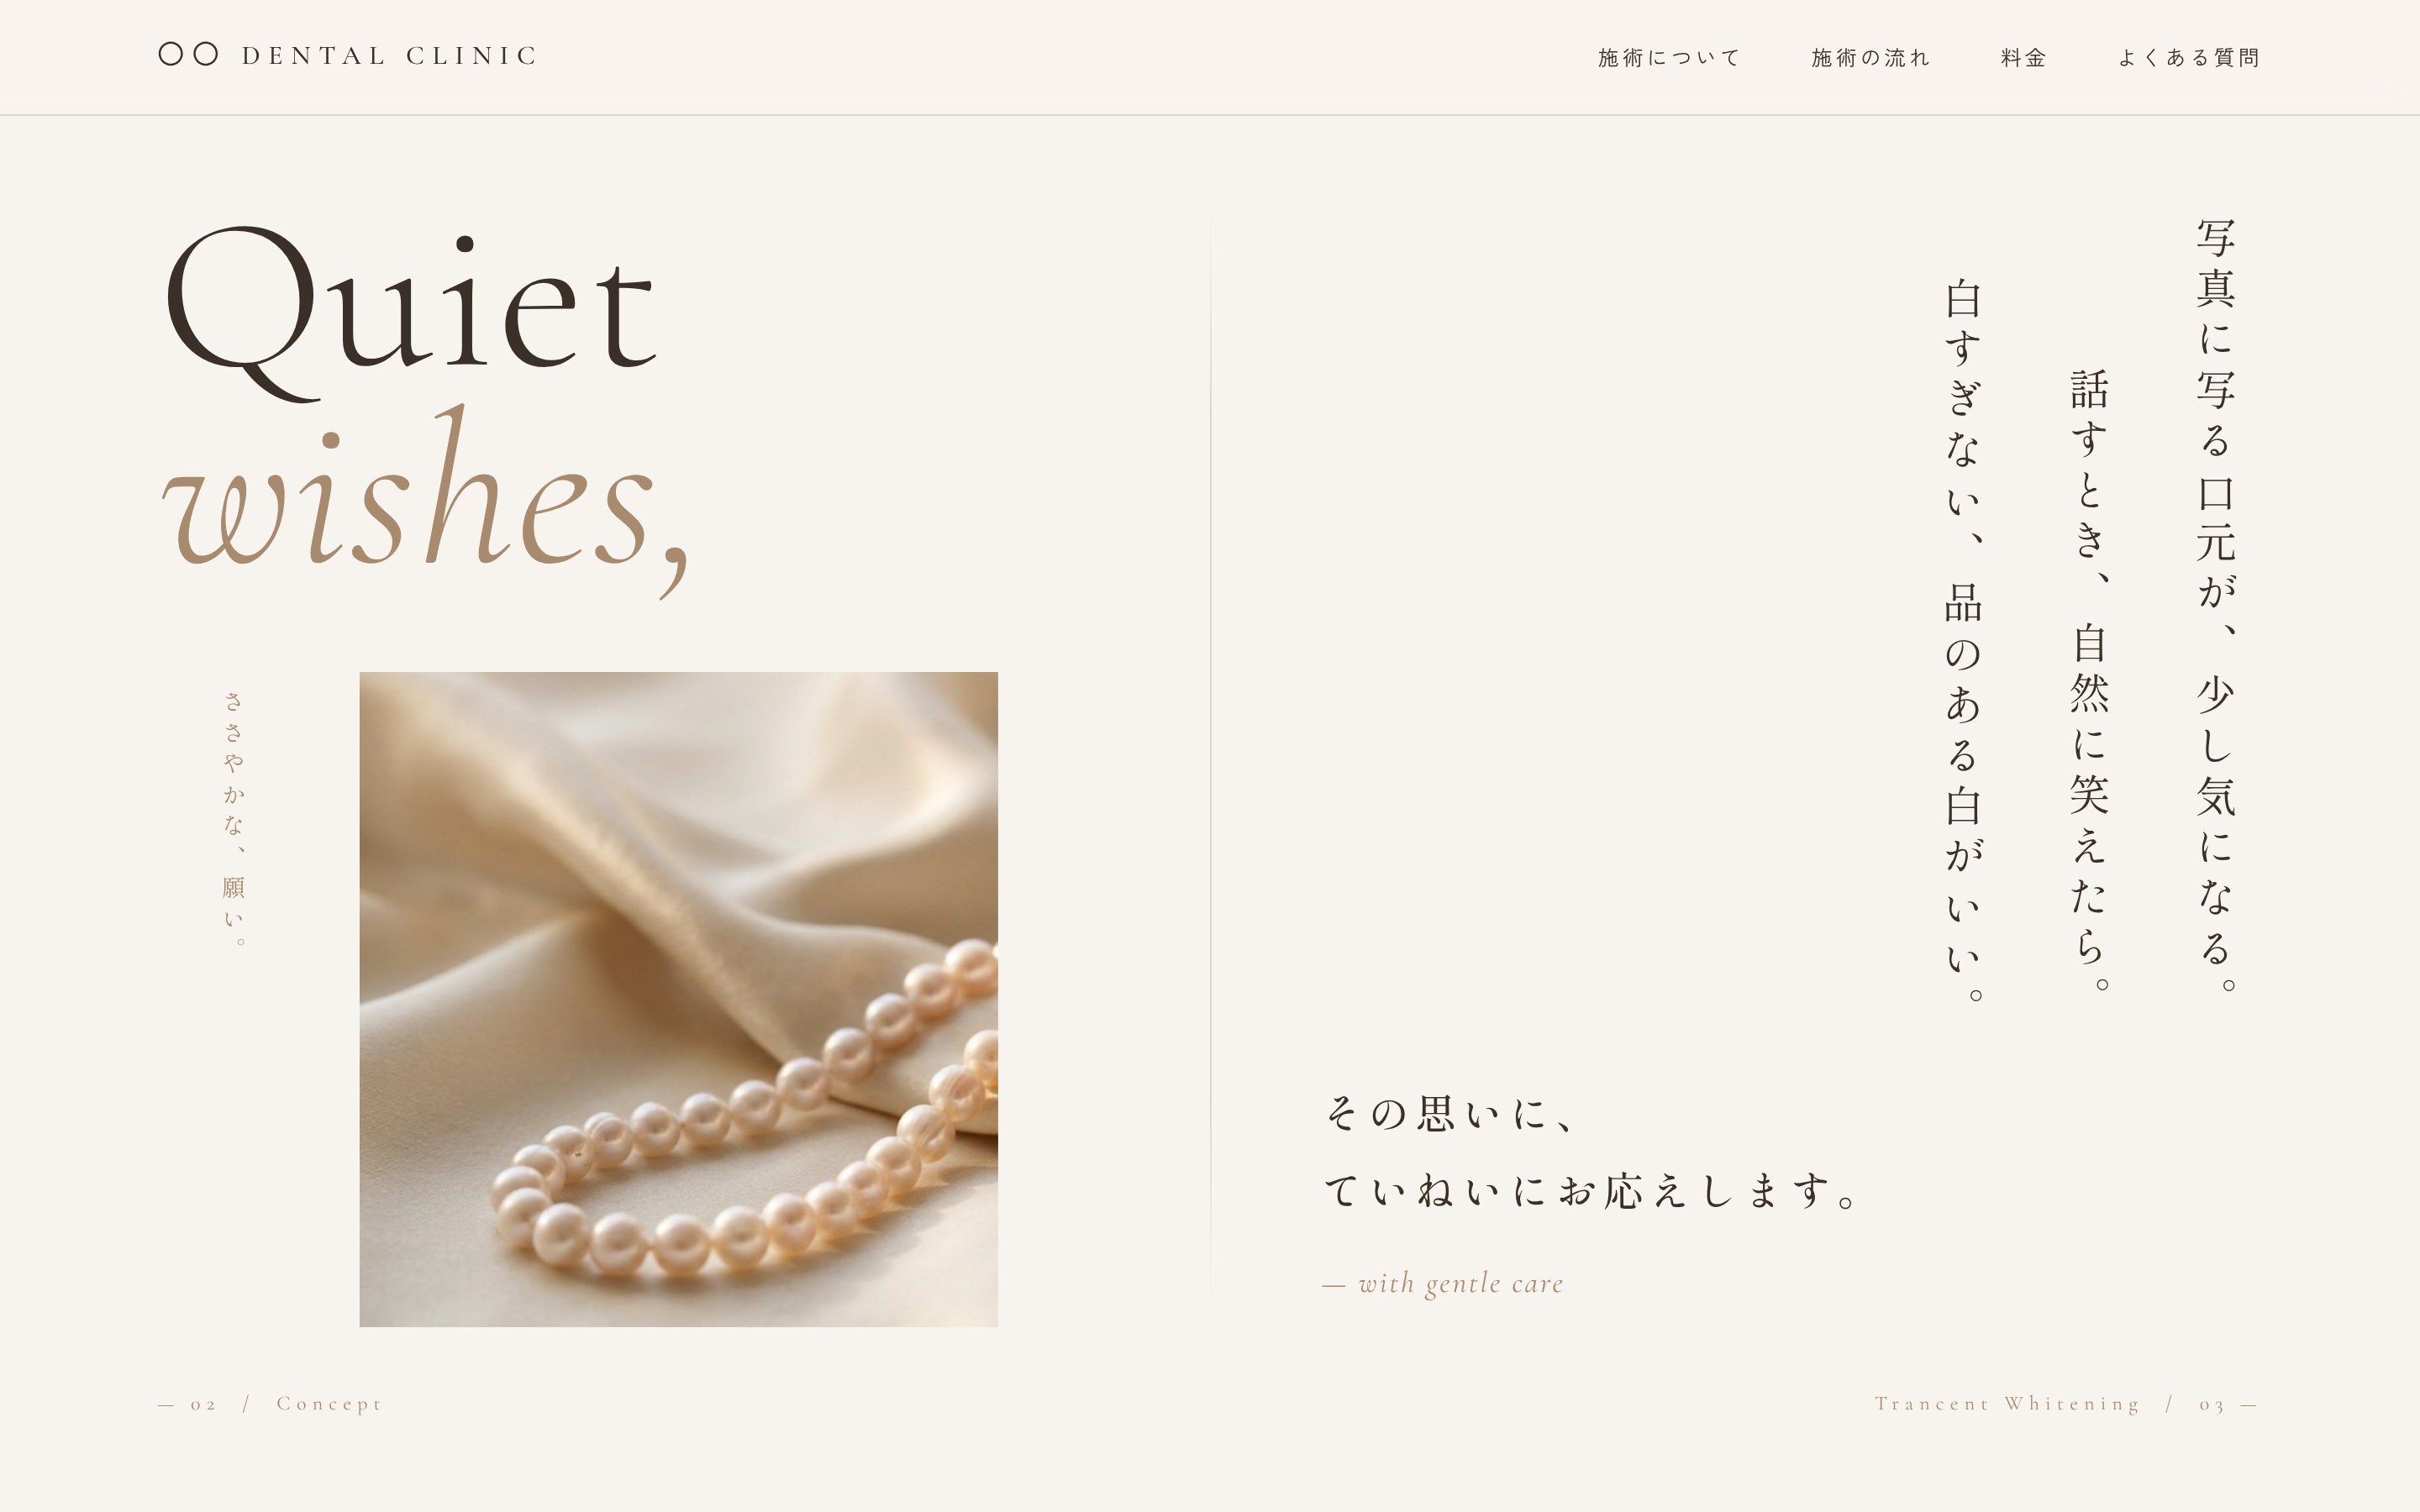 ○○ DENTAL CLINIC
施術について
施術の流れ
料金
よくある質問
Quiet
wishes,
ささやかな、願い。
写真に写る口元が、少し気になる。
話すとき、自然に笑えたら。
白すぎない、品のある白がいい。
その思いに、
ていねいにお応えします。
— with gentle care
— 02 / Concept
Trancent Whitening / 03 —